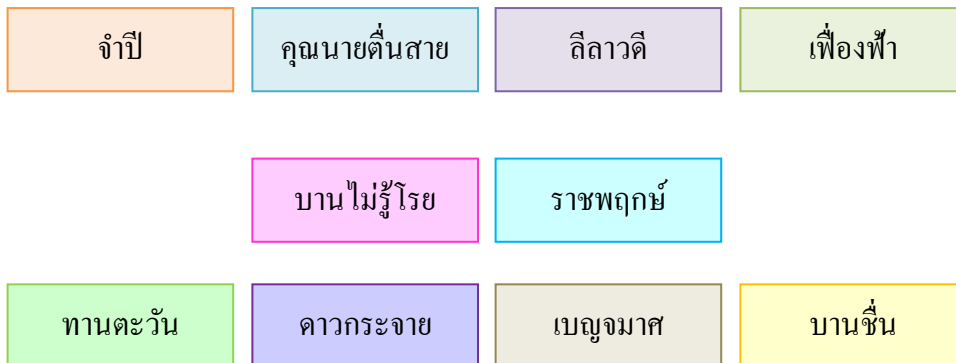 จำปี
คุณนายตื่นสาย
ลีลาวดี
เฟื่องฟ้า
บานไม่รู้โรย
ราชพฤกษ์
ทานตะวัน
ดาวกระจาย
เบญจมาศ
บานชื่น